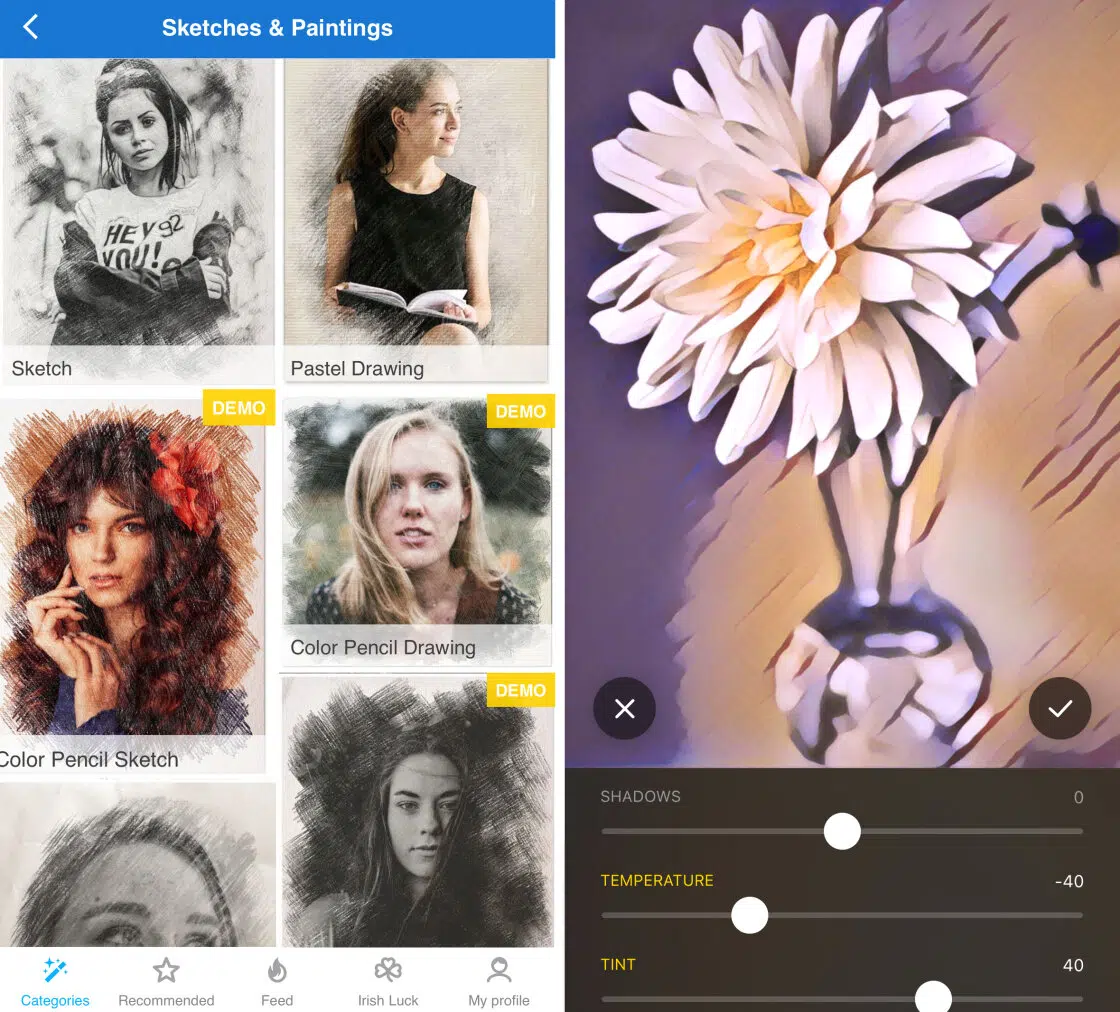 Sketches & Paintings
HEY 92
YOU!
Sketch
Pastel Drawing
DEMO
DEMO
Color Pencil Sketch
Color Pencil Drawing
DEMO
Categories
Recommended
Feed
Irish Luck
My profile
SHADOWS 0
TEMPERATURE -40
TINT 40